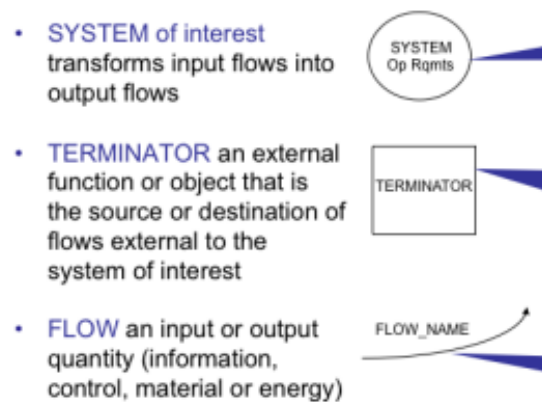 • SYSTEM of interest
transforms input flows into
output flows
SYSTEM
Op Rqmts
• TERMINATOR an external
function or object that is
the source or destination of
flows external to the
system of interest
TERMINATOR
• FLOW an input or output
quantity (information,
control, material or energy)
FLOW_NAME